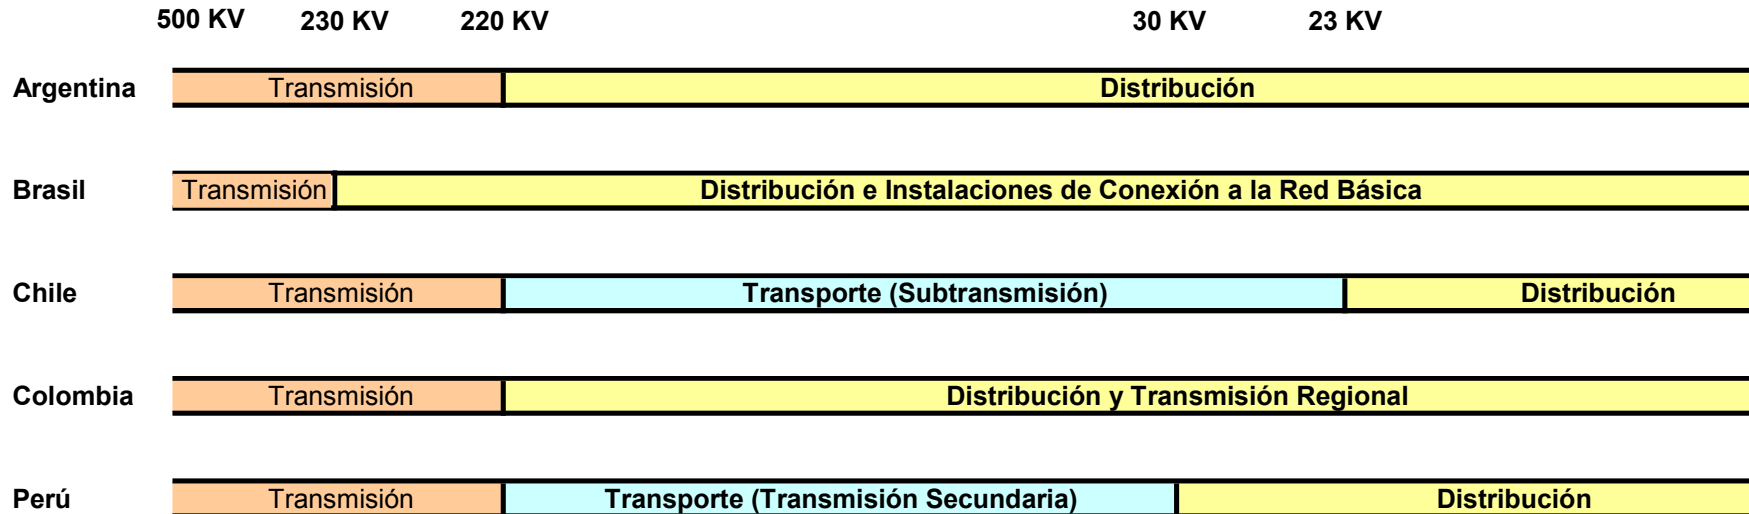 500 KV 230 KV 220 KV 30 KV 23 KV
Argentina Transmisión Distribución
Brasil Transmisión Distribución e Instalaciones de Conexión a la Red Básica
Chile Transmisión Transporte (Subtransmisión) Distribución
Colombia Transmisión Distribución y Transmisión Regional
Perú Transmisión Transporte (Transmisión Secundaria) Distribución